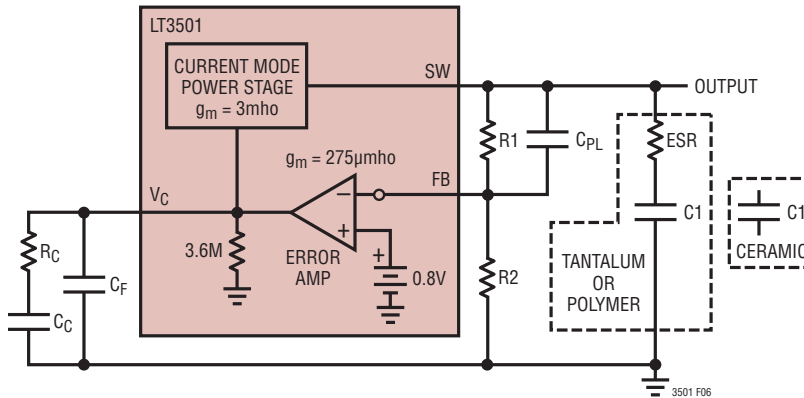 LT3501
CURRENT MODE
POWER STAGE
gm = 3mho
SW
OUTPUT
R1
CPL
ESR
gm = 275µmho
FB
VC
C1
C1
CERAMIC
RC
CF
3.6M
ERROR
AMP
0.8V
R2
TANTALUM
OR
POLYMER
CC
3501 F06